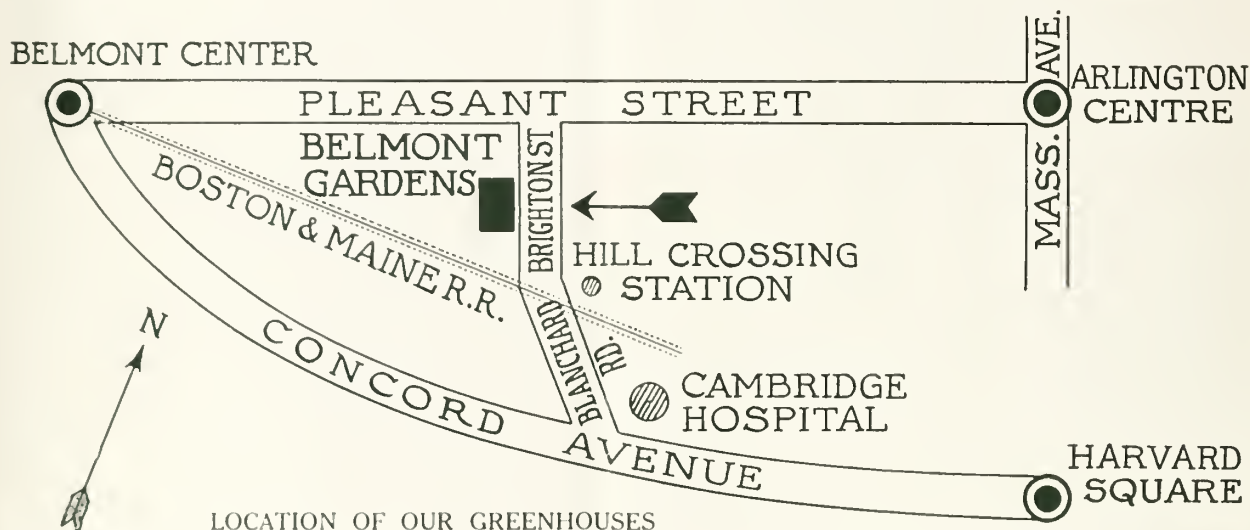 BELMONT CENTER
PLEASANT STREET
MASS. AVE.
ARLINGTON
CENTRE
BELMONT
GARDENS
BRIGHTON ST
BOSTON & MAINE R.R.
HILL CROSSING
STATION
N
BLANCHARD
RD.
CONCORD AVENUE
CAMBRIDGE
HOSPITAL
HARVARD
SQUARE
LOCATION OF OUR GREENHOUSES